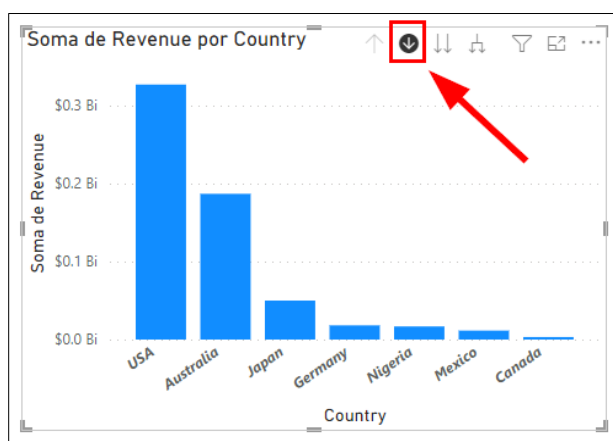 Soma de Revenue por Country
$0.3 Bi
$0.2 Bi
$0.1 Bi
$0.0 Bi
Soma de Revenue
USA
Australia
Japan
Germany
Nigeria
Mexico
Canada
Country